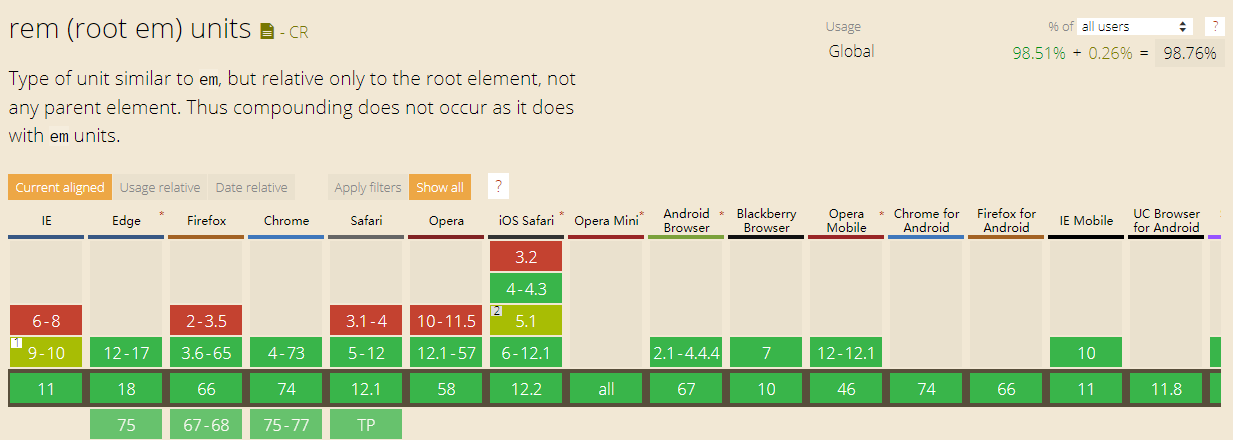 rem (root em) units - CR
Usage % of all users ?
Global 98.51% + 0.26% = 98.76%
Type of unit similar to em, but relative only to the root element, not
any parent element. Thus compounding does not occur as it does
with em units.
Current aligned Usage relative Date relative Apply filters Show all ?
IE Edge * Firefox Chrome Safari Opera iOS Safari * Opera Mini * Android Browser * Blackberry Browser Opera Mobile * Chrome for Android Firefox for Android IE Mobile UC Browser for Android
3.2
4-4.3
6-8 2-3.5 3.1-4 10-11.5 2 5.1
1 9-10 12-17 3.6-65 4-73 5-12 12.1-57 6-12.1 2.1-4.4.4 7 12-12.1 10
11 18 66 74 12.1 58 12.2 all 67 10 46 74 66 11 11.8
75 67-68 75-77 TP